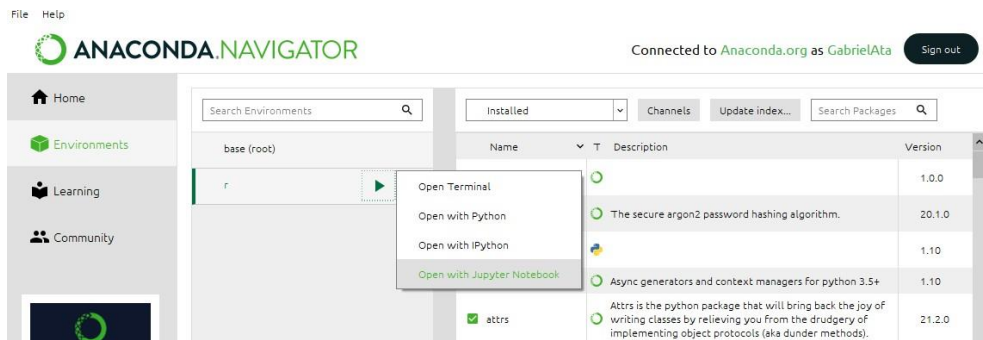 File Help
ANACONDA.NAVIGATOR
Connected to Anaconda.org as GabrielAta
Sign out
Home
Environments
Learning
Community
Search Environments
base (root)
r
Open Terminal
Open with Python
Open with IPython
Open with Jupyter Notebook
Installed
Channels
Update index...
Search Packages
Name T Description Version
1.0.0
The secure argon2 password hashing algorithm. 20.1.0
1.10
Async generators and context managers for python 3.5+ 1.10
attrs
Attrs is the python package that will bring back the joy of
writing classes by relieving you from the drudgery of
implementing object protocols (aka dunder methods).
21.2.0